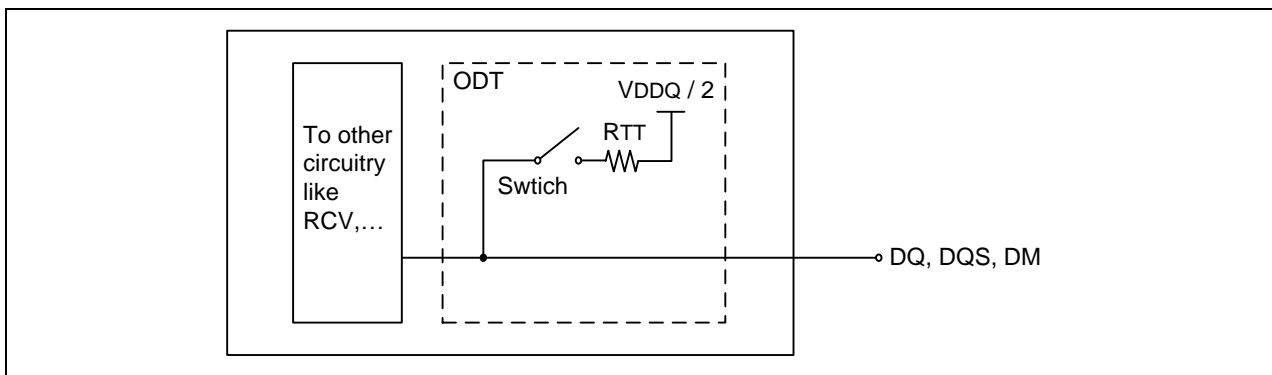 ODT
VDDQ / 2
RTT
Swtich
To other
circuitry
like
RCV,...
DQ, DQS, DM